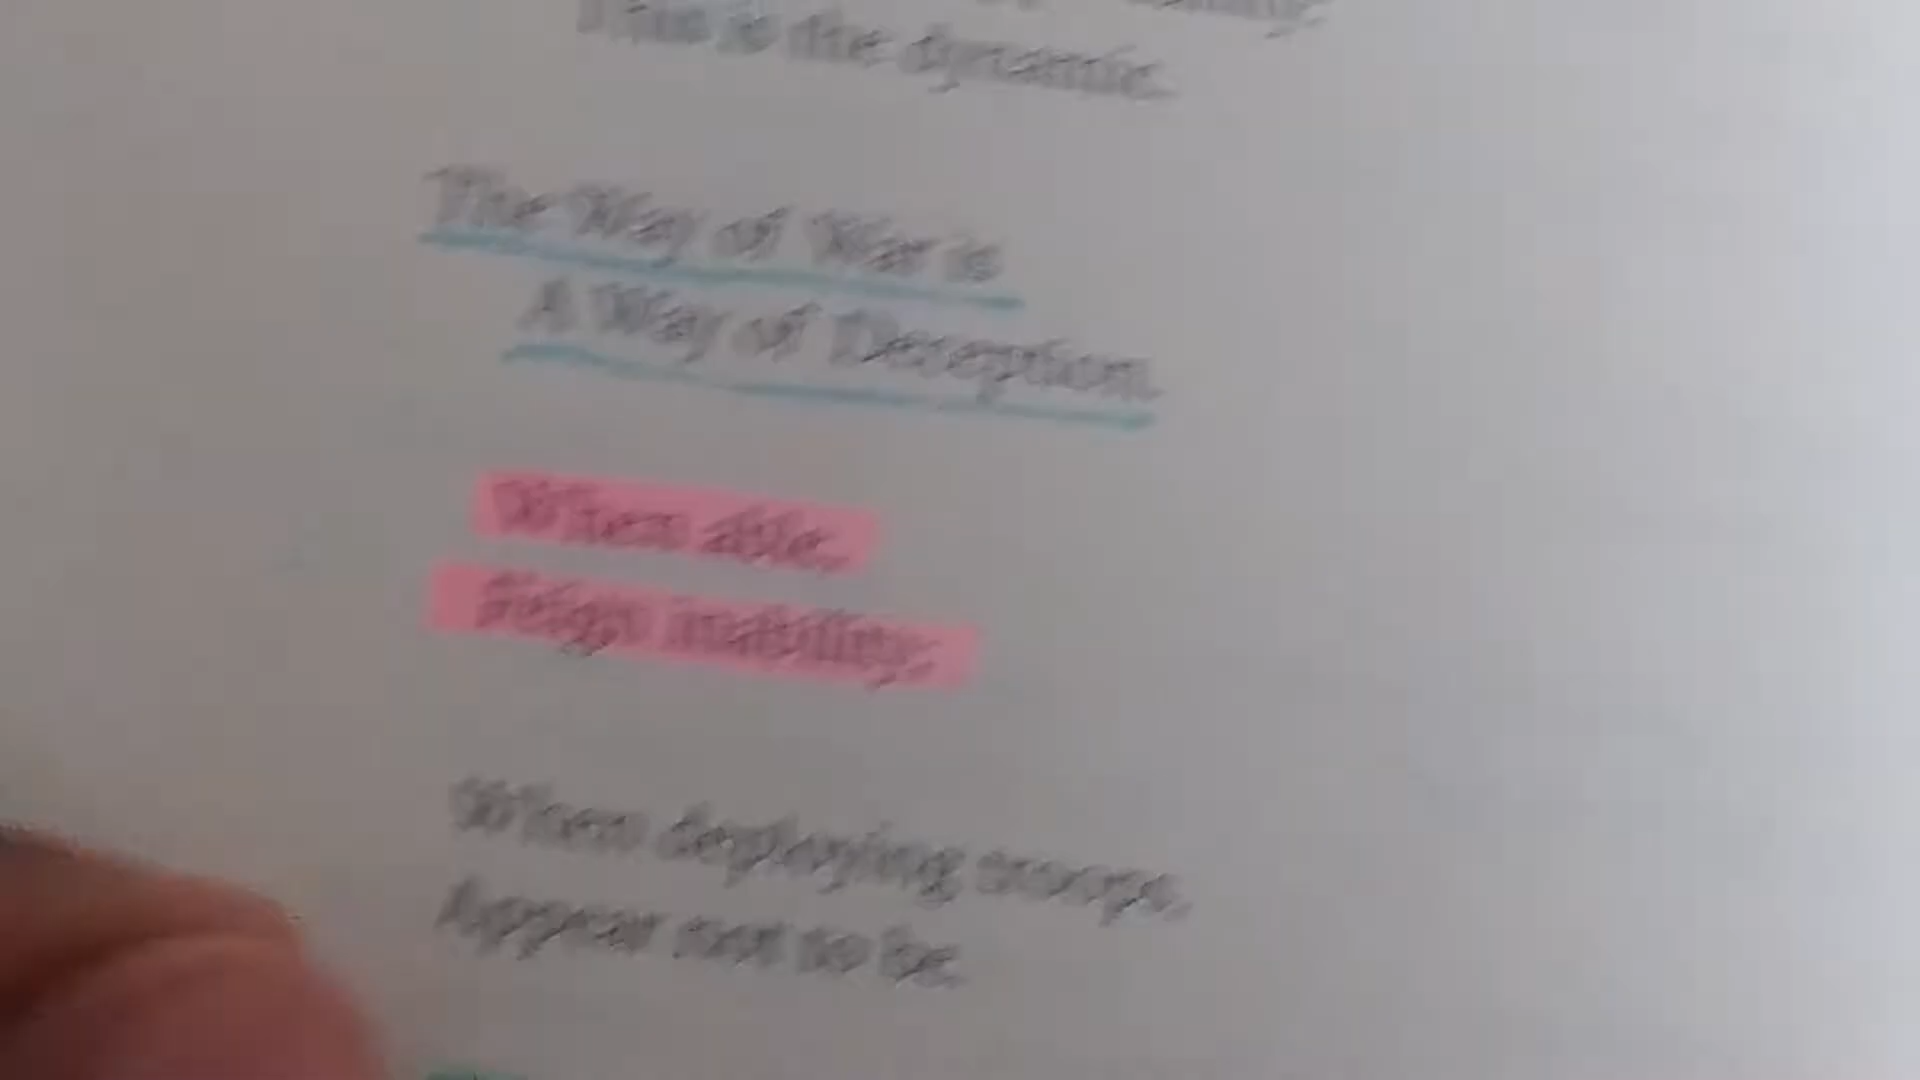 This is the dynamic.
The Way of War is
A Way of Deception.
When able,
Feign inability;
When deploying troops,
Appear not to be.